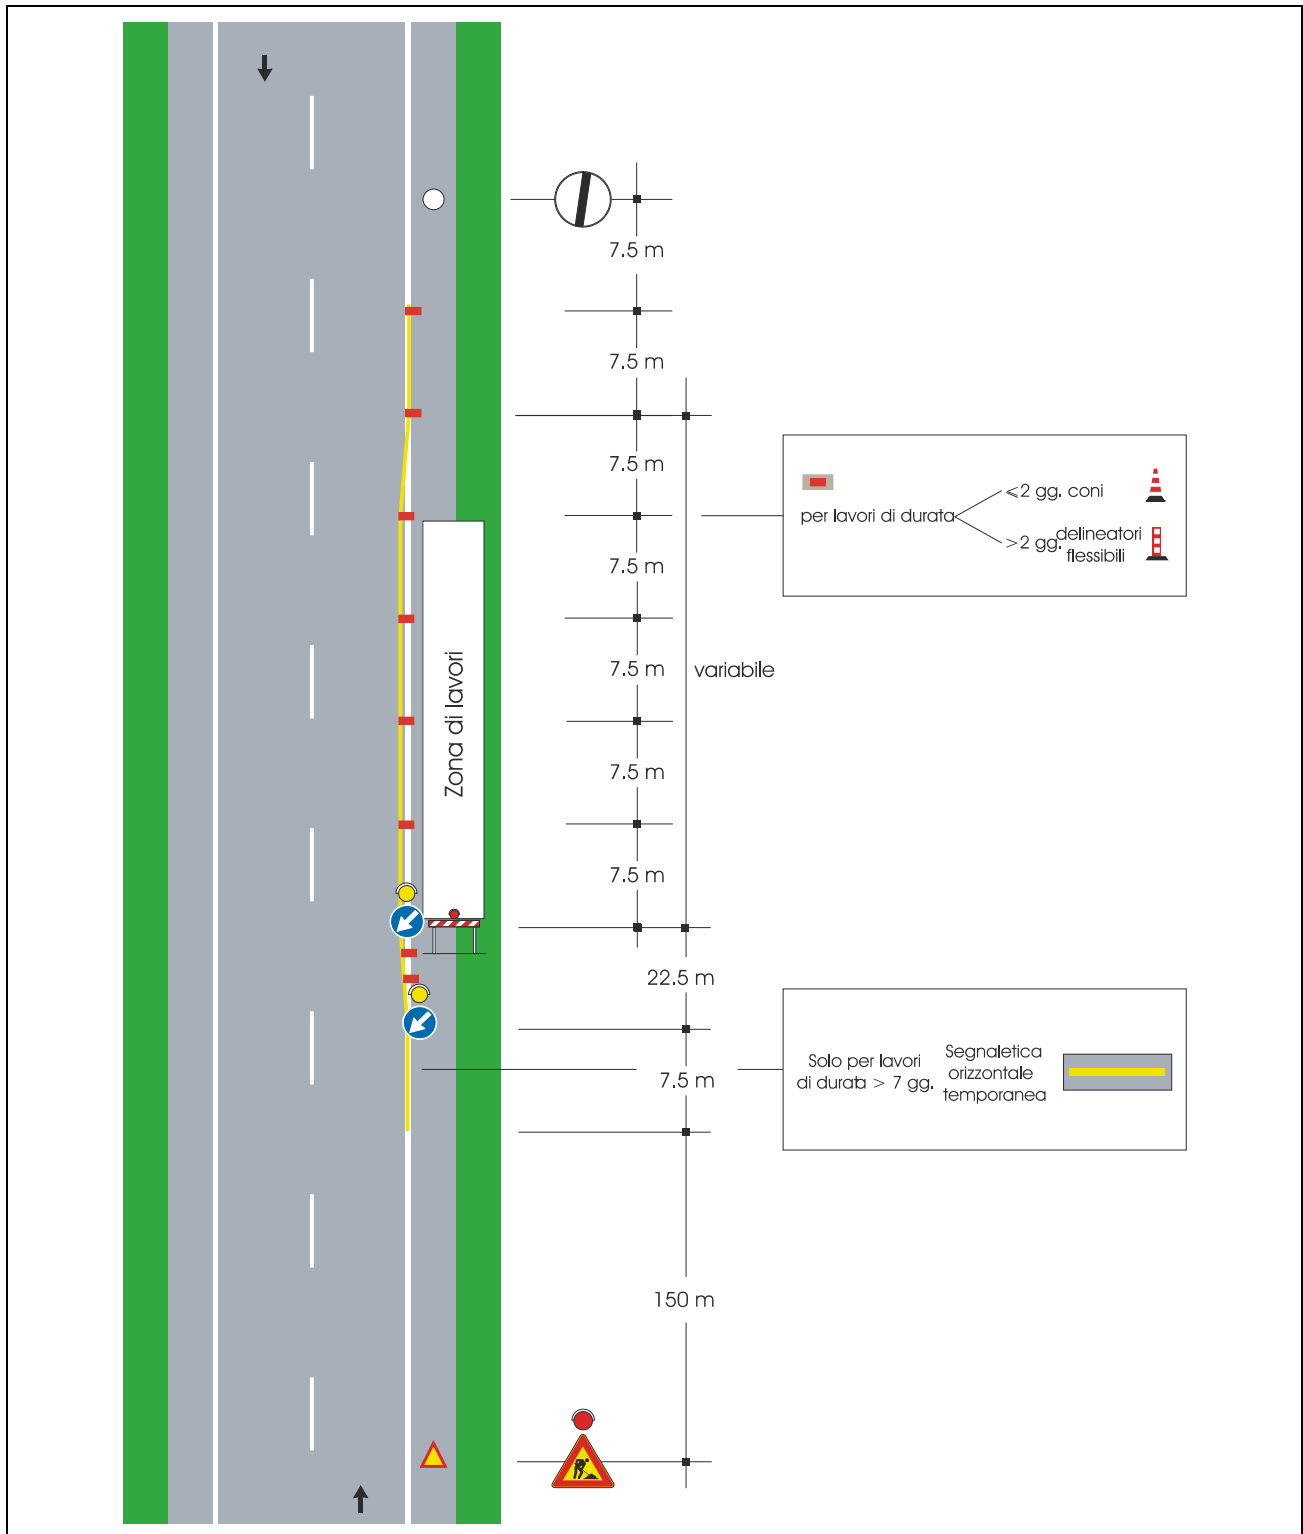 7.5 m
7.5 m
7.5 m
7.5 m
7.5 m
variabile
7.5 m
7.5 m
22.5 m
7.5 m
150 m
Zona di lavori
per lavori di durata
⩽2 gg. coni
>2 gg. delineatori
flessibili
Solo per lavori
di durata > 7 gg.
Segnaletica
orizzontale
temporanea